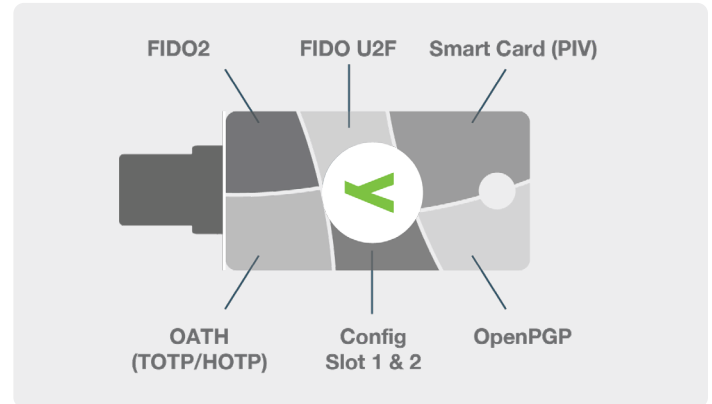 FIDO2
FIDO U2F
Smart Card (PIV)
OATH
(TOTP/HOTP)
Config
Slot 1 & 2
OpenPGP